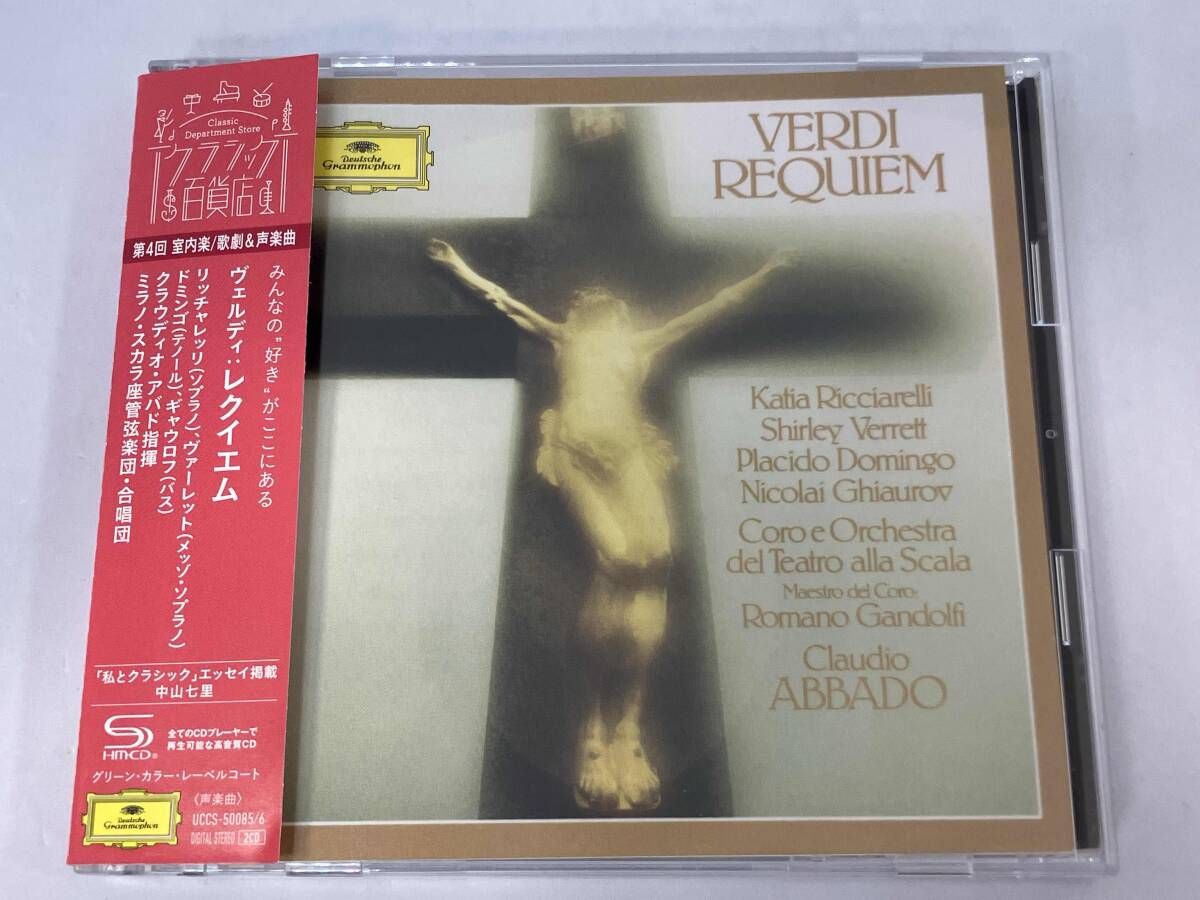 Classic
Department Store
クラシック
百貨店
第4回 室内楽/歌劇&声楽曲
みんなの"好き"がここにある
ヴェルディ:レクイエム
リッチャレッリ(ソプラノ)、ヴァーレット(メッゾ・ソプラノ)
ドミンゴ(テノール)、ギャウロフ(バス)
クラウディオ・アバド指揮
ミラノ・スカラ座管弦楽団・合唱団
「私とクラシック」エッセイ掲載
中山七里
SHM-CD®
全てのCDプレーヤーで
再生可能な高音質CD
グリーン・カラー・レーベルコート
Deutsche
Grammophon
〈声楽曲〉
UCCS-50085/6
DIGITAL STEREO 2CD
Deutsche
Grammophon
VERDI
REQUIEM
Katia Ricciarelli
Shirley Verrett
Placido Domingo
Nicolai Ghiaurov
Coro e Orchestra
del Teatro alla Scala
Maestro del Coro:
Romano Gandolfi
Claudio
ABBADO